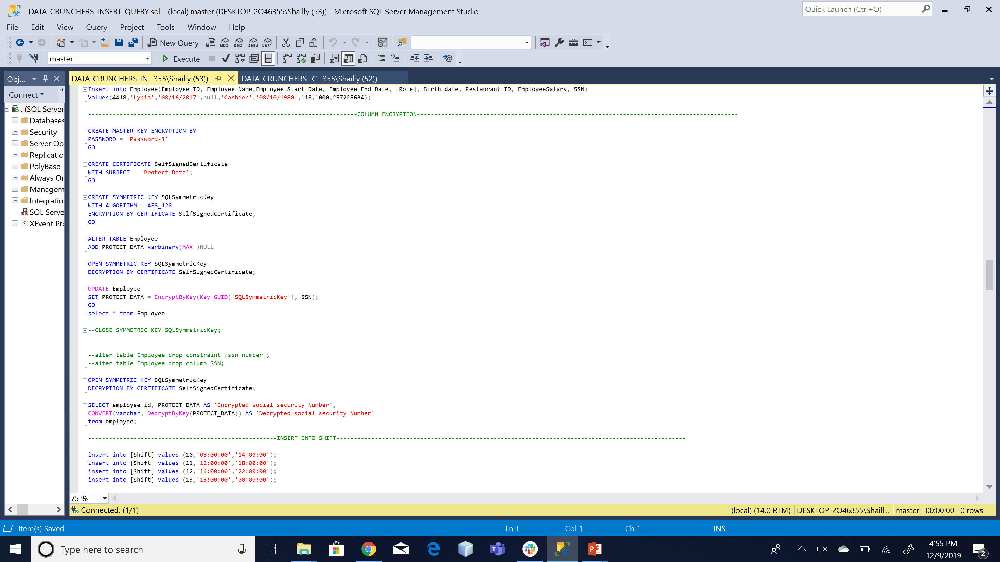 DATA_CRUNCHERS_INSERT_QUERY.sql - (local).master (DESKTOP-2O46355\Shailly (53)) - Microsoft SQL Server Management Studio
Quick Launch (Ctrl+Q)
File Edit View Query Project Tools Window Help
New Query MDX DMX XMLA DAX
master Execute
Obj... DATA_CRUNCHERS_IN...355\Shailly (53)) DATA_CRUNCHERS_ C...355\Shailly (52))
Connect
. (SQL Server
Databases
Security
Server Ob
Replicatio
PolyBase
Always Or
Managem
Integratio
SQL Serve
XEvent Pro
Insert into Employee(Employee_ID, Employee_Name,Employee_Start_Date, Employee_End_Date, [Role], Birth_date, Restaurant_ID, EmployeeSalary, SSN)
Values(4418,'Lydia','08/16/2017',null,'Cashier','08/10/1980',118,1000,257225634);
-----------------------------------------------------------------------------COLUMN ENCRYPTION--------------------------------------------------------------------------------------------
CREATE MASTER KEY ENCRYPTION BY
PASSWORD = 'Password-1'
GO
CREATE CERTIFICATE SelfSignedCertificate
WITH SUBJECT = 'Protect Data';
GO
CREATE SYMMETRIC KEY SQLSymmetricKey
WITH ALGORITHM = AES_128
ENCRYPTION BY CERTIFICATE SelfSignedCertificate;
GO
ALTER TABLE Employee
ADD PROTECT_DATA varbinary(MAX )NULL
OPEN SYMMETRIC KEY SQLSymmetricKey
DECRYPTION BY CERTIFICATE SelfSignedCertificate;
UPDATE Employee
SET PROTECT_DATA = EncryptByKey(Key_GUID('SQLSymmetricKey'), SSN);
GO
select * from Employee
--CLOSE SYMMETRIC KEY SQLSymmetricKey;
--alter table Employee drop constraint [ssn_number];
--alter table Employee drop column SSN;
OPEN SYMMETRIC KEY SQLSymmetricKey
DECRYPTION BY CERTIFICATE SelfSignedCertificate;
SELECT employee_id, PROTECT_DATA AS 'Encrypted social security Number',
CONVERT(varchar, DecryptByKey(PROTECT_DATA)) AS 'Decrypted social security Number'
from employee;
------------------------------------------------------INSERT INTO SHIFT----------------------------------------------------------------------------------------------------
insert into [Shift] values (10,'08:00:00','14:00:00');
insert into [Shift] values (11,'12:00:00','18:00:00');
insert into [Shift] values (12,'16:00:00','22:00:00');
insert into [Shift] values (13,'18:00:00','00:00:00');
75 %
Connected. (1/1) (local) (14.0 RTM) DESKTOP-2O46355\Shaill... master 00:00:00 0 rows
Item(s) Saved Ln 1 Col 1 Ch 1 INS
Type here to search
4:55 PM
12/9/2019
2